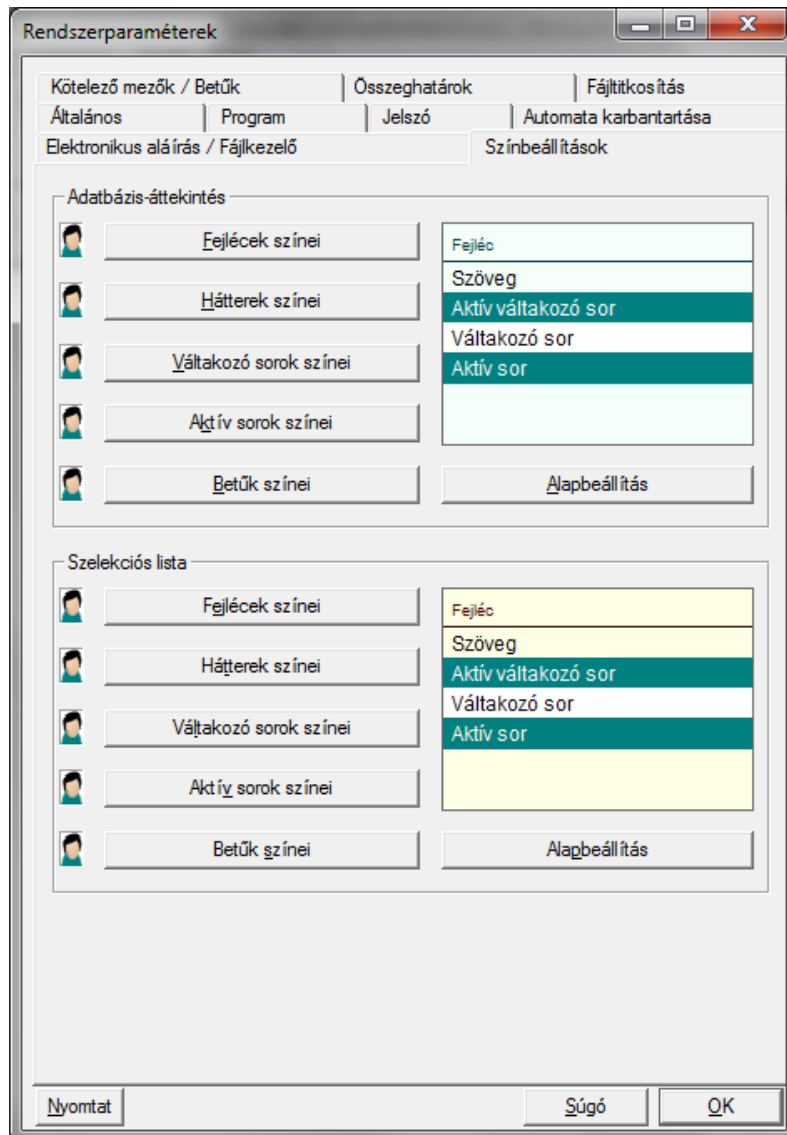 Rendszerparaméterek
Kötelező mezők / Betűk Összeghatárok Fájltitkosítás
Általános Program Jelszó Automata karbantartása
Elektronikus aláírás / Fájlkezelő Színbeállítások
Adatbázis-áttekintés
Fejlécek színei
Fejléc
Szöveg
Hátterek színei
Aktív váltakozó sor
Váltakozó sor
Váltakozó sorok színei
Aktív sor
Aktív sorok színei
Betűk színei Alapbeállítás
Szelekciós lista
Fejlécek színei
Fejléc
Szöveg
Hátterek színei
Aktív váltakozó sor
Váltakozó sor
Váltakozó sorok színei
Aktív sor
Aktív sorok színei
Betűk színei Alapbeállítás
Nyomtat Súgó OK